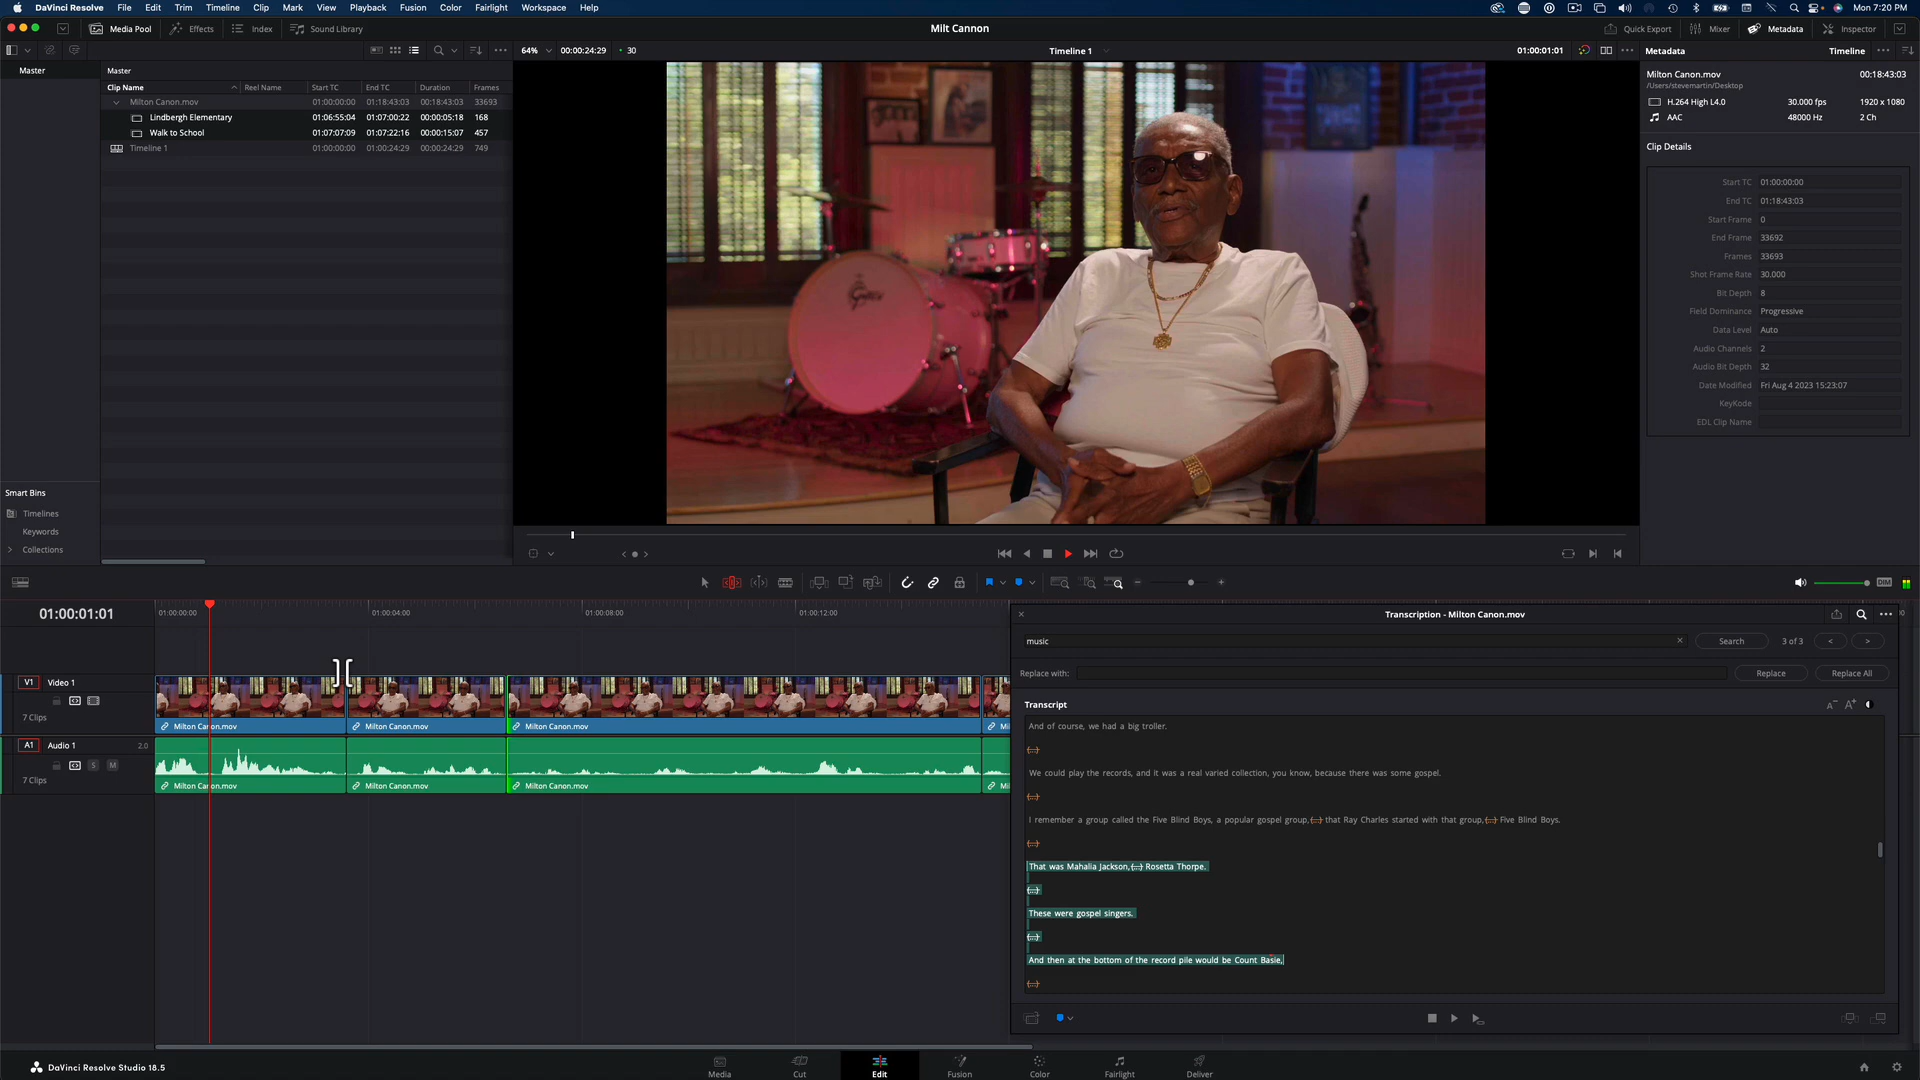 DaVinci Resolve File Edit Trim Timeline Clip Mark View Playback Fusion Color Fairlight Workspace Help
Mon 7:20 PM
Media Pool Effects Index Sound Library
Milt Cannon
Quick Export Mixer Metadata Inspector
64% 00:00:24:29 30
Timeline 1
01:00:01:01
Metadata Timeline
Master
Master
Clip Name Reel Name Start TC End TC Duration Frames
Milton Canon.mov 01:00:00:00 01:18:43:03 00:18:43:03 33693
Lindbergh Elementary 01:06:55:04 01:07:00:22 00:00:05:18 168
Walk to School 01:07:07:09 01:07:22:16 00:00:15:07 457
Timeline 1 01:00:00:00 01:00:24:29 00:00:24:29 749
Smart Bins
Timelines
Keywords
Collections
Gretsch
Milton Canon.mov 00:18:43:03
/Users/stevemartin/Desktop
H.264 High L4.0 30.000 fps 1920 x 1080
AAC 48000 Hz 2 Ch
Clip Details
Start TC 01:00:00:00
End TC 01:18:43:03
Start Frame 0
End Frame 33692
Frames 33693
Shot Frame Rate 30.000
Bit Depth 8
Field Dominance Progressive
Data Level Auto
Audio Channels 2
Audio Bit Depth 32
Date Modified Fri Aug 4 2023 15:23:07
KeyKode
EDL Clip Name
DIM
01:00:01:01
01:00:00:00 01:00:04:00 01:00:08:00 01:00:12:00
V1 Video 1
7 Clips
Milton Canon.mov Milton Canon.mov Milton Canon.mov
A1 Audio 1 2.0
S M
7 Clips
Milton Canon.mov Milton Canon.mov Milton Canon.mov
Transcription - Milton Canon.mov
music
Search 3 of 3 < >
Replace with: Replace Replace All
Transcript
And of course, we had a big troller.
(...)
We could play the records, and it was a real varied collection, you know, because there was some gospel.
(...)
I remember a group called the Five Blind Boys, a popular gospel group, (...) that Ray Charles started with that group, (...) Five Blind Boys.
(...)
That was Mahalia Jackson, (...) Rosetta Thorpe.
(...)
These were gospel singers.
(...)
And then at the bottom of the record pile would be Count Basie,
(...)
DaVinci Resolve Studio 18.5
Media Cut Edit Fusion Color Fairlight Deliver